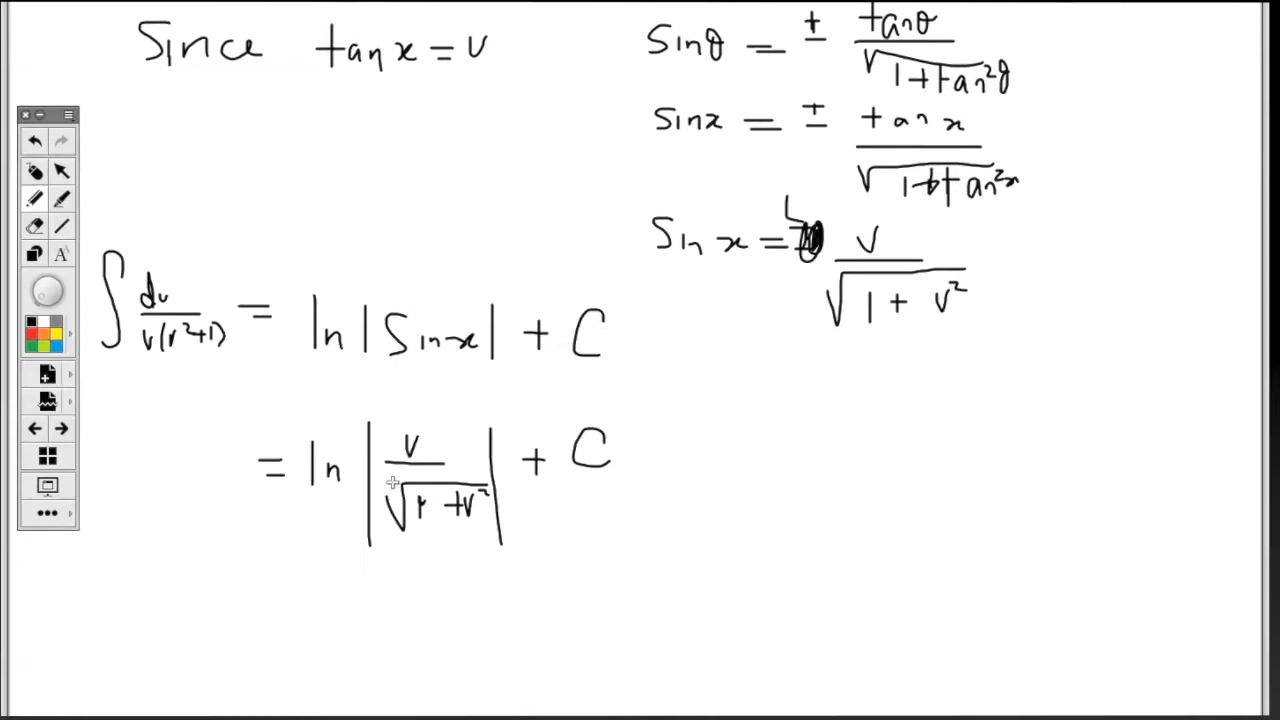 Since tan x = v
sinθ = ± tanθ / √(1 + tan²θ)
sin x = ± tan x / √(1 + tan²x)
Sin x = v / √(1 + v²)
∫ dv / v(v²+1) = ln |Sin x| + C
= ln | v / √(1 + v²) | + C
A